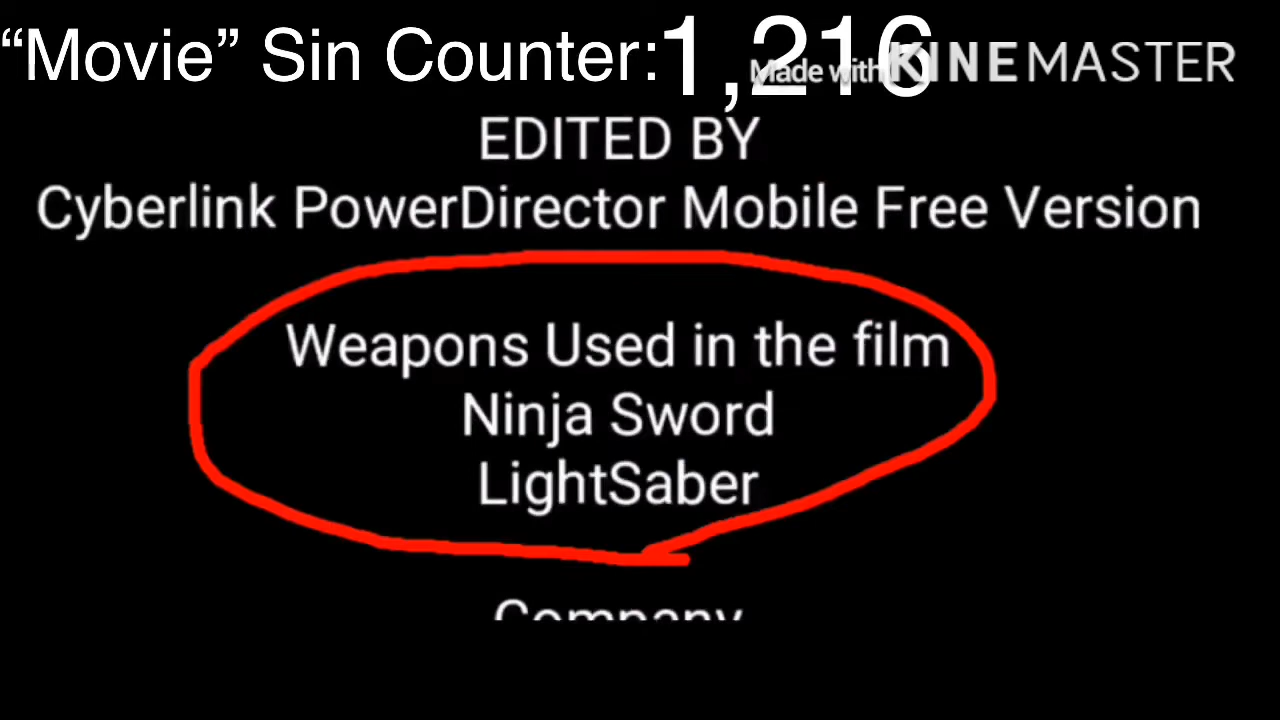 “Movie” Sin Counter:1,216
Made with KINEMASTER
EDITED BY
Cyberlink PowerDirector Mobile Free Version
Weapons Used in the film
Ninja Sword
LightSaber
Company